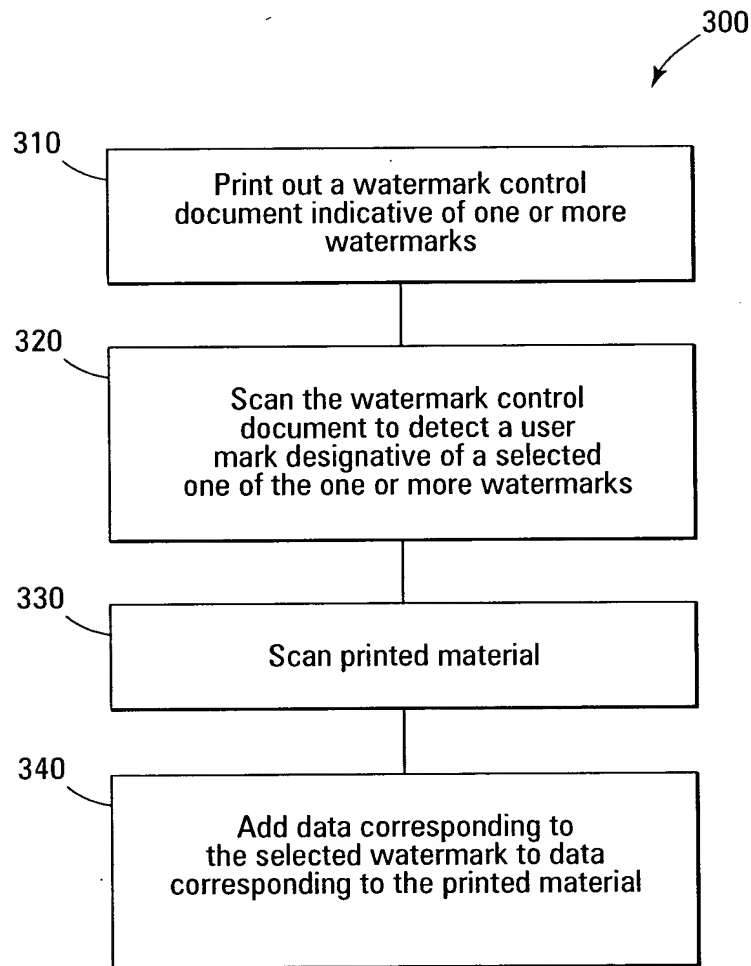 300
310
Print out a watermark control
document indicative of one or more
watermarks
320
Scan the watermark control
document to detect a user
mark designative of a selected
one of the one or more watermarks
330
Scan printed material
340
Add data corresponding to
the selected watermark to data
corresponding to the printed material